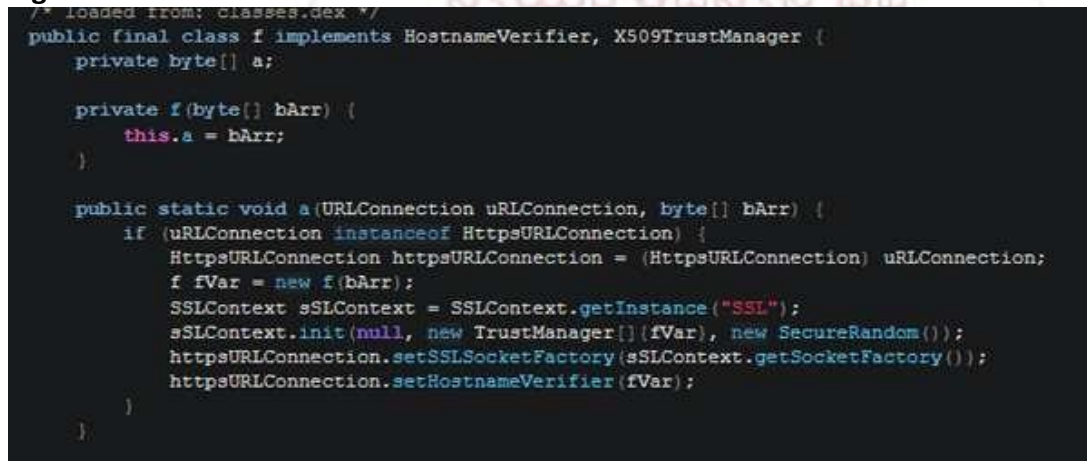 /* loaded from: classes.dex */
public final class f implements HostnameVerifier, X509TrustManager {
private byte[] a;
private f(byte[] bArr) {
this.a = bArr;
}
public static void a(URLConnection uRLConnection, byte[] bArr) {
if (uRLConnection instanceof HttpsURLConnection) {
HttpsURLConnection httpsURLConnection = (HttpsURLConnection) uRLConnection;
f fVar = new f(bArr);
SSLContext sSLContext = SSLContext.getInstance("SSL");
sSLContext.init(null, new TrustManager[]{fVar}, new SecureRandom());
httpsURLConnection.setSSLSocketFactory(sSLContext.getSocketFactory());
httpsURLConnection.setHostnameVerifier(fVar);
}
}